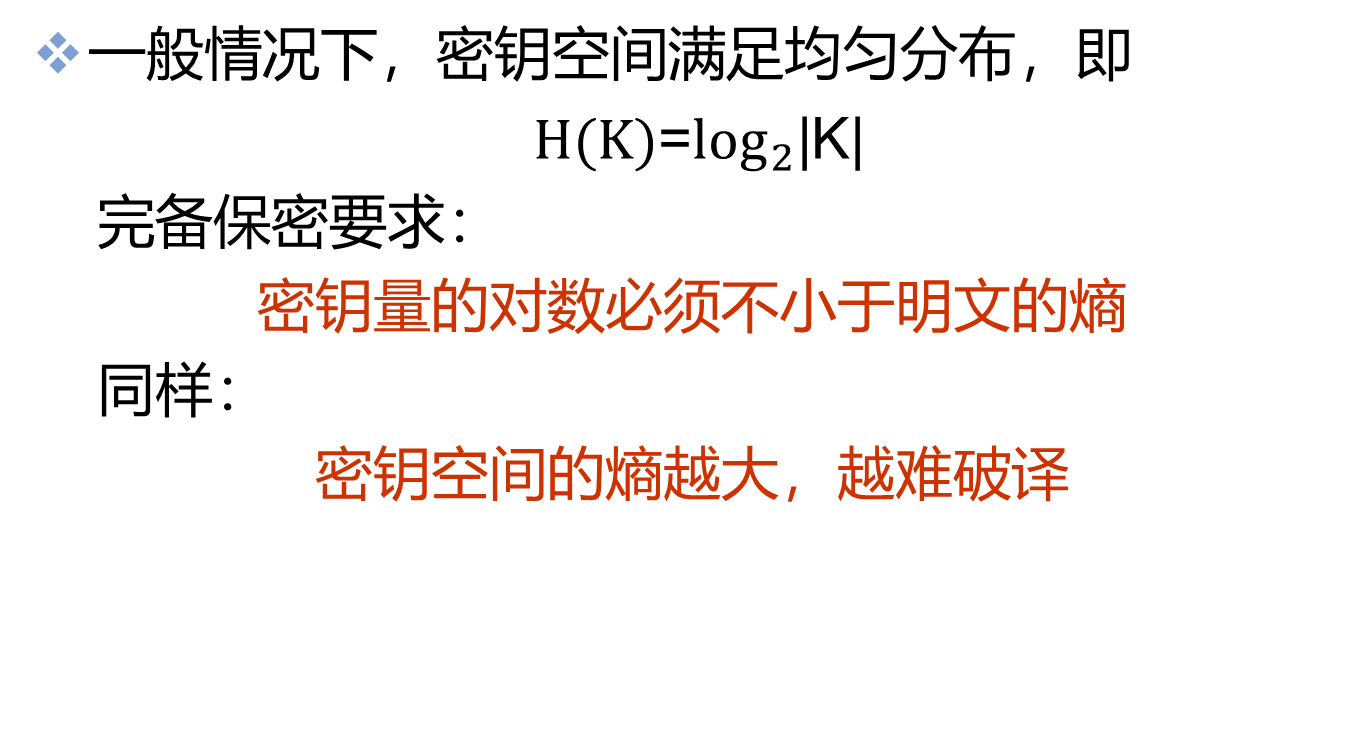 ❖一般情况下，密钥空间满足均匀分布，即
H(K)=log₂|K|
完备保密要求：
密钥量的对数必须不小于明文的熵
同样：
密钥空间的熵越大，越难破译